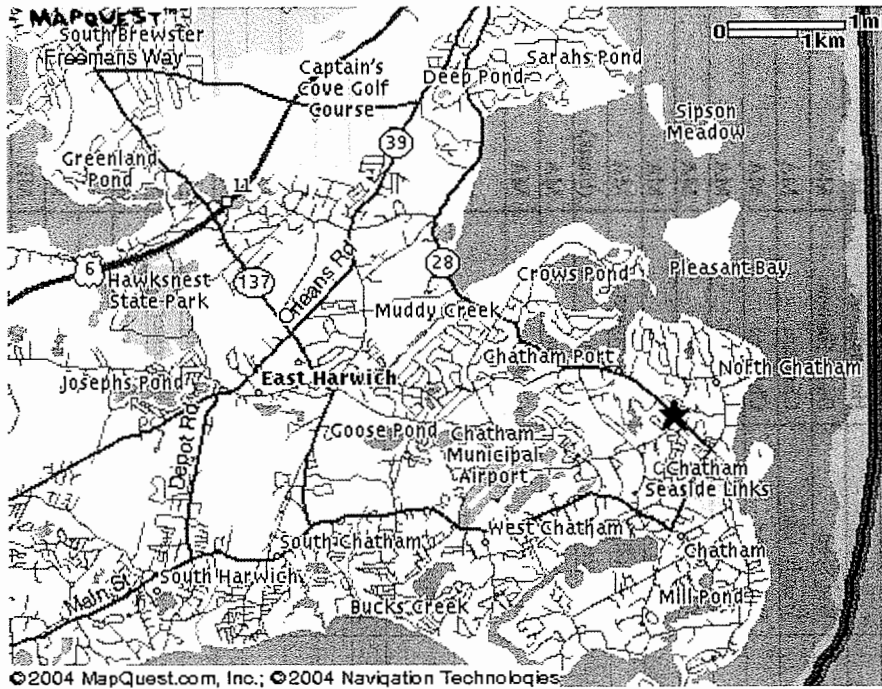 MAPQUEST™
0 1m
1km
South Brewster
Freemans Way
Captain's
Cove Golf
Course
Deep Pond
Sarahs Pond
Sipson
Meadow
39
Greenland
Pond
11
6
Hawksnest
State Park
137
Orleans Rd
28
Crows Pond
Pleasant Bay
Muddy Creek
Chatham Port
North Chatham
Josephs Pond
East Harwich
Depot Rd
Goose Pond
Chatham
Municipal
Airport
Chatham
Seaside Links
West Chatham
South Chatham
Chatham
Main St
South Harwich
Bucks Creek
Mill Pond
©2004 MapQuest.com, Inc.; ©2004 Navigation Technologies